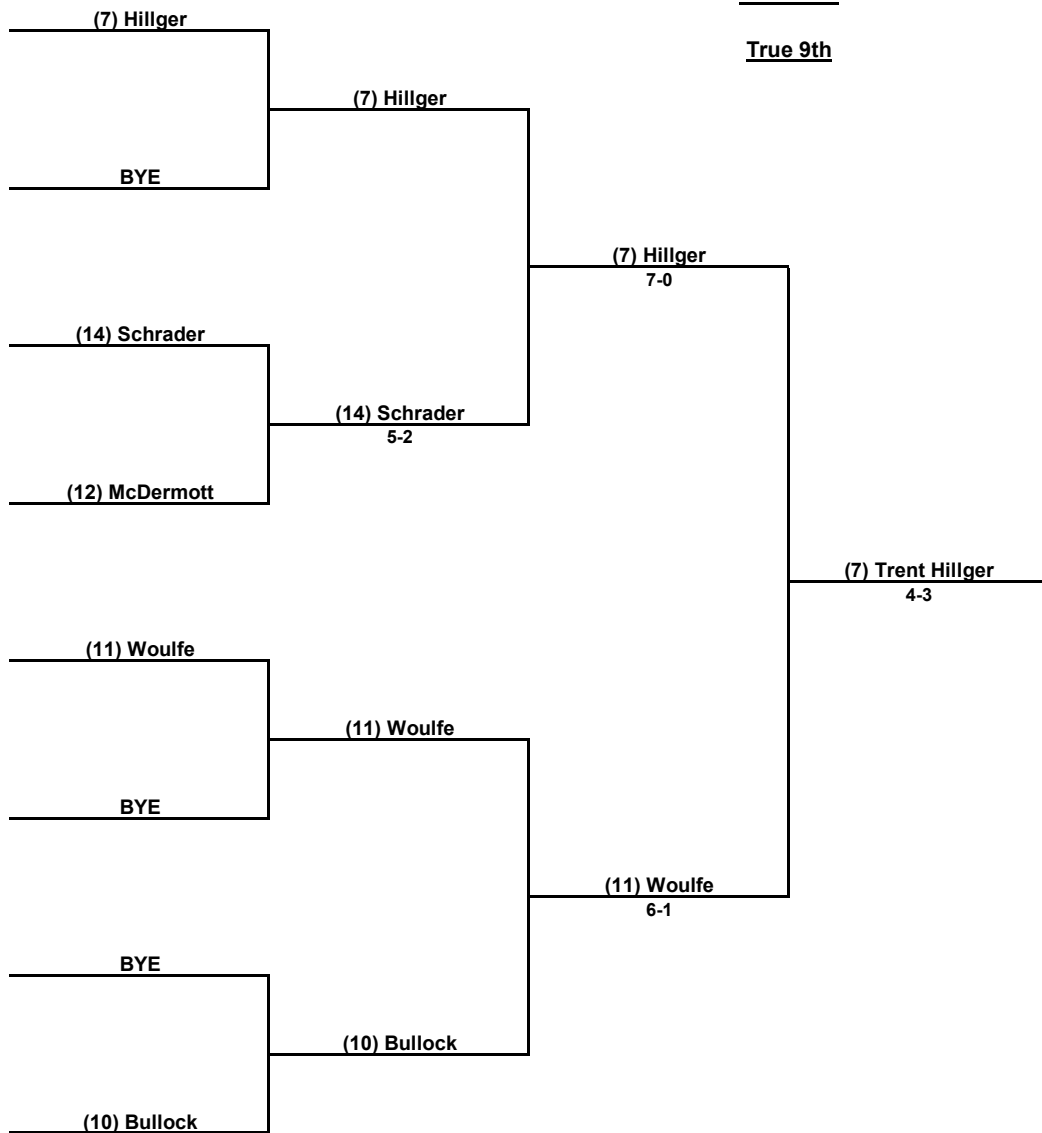 (7) Hillger
True 9th
(7) Hillger
BYE
(7) Hillger
7-0
(14) Schrader
(14) Schrader
5-2
(12) McDermott
(7) Trent Hillger
4-3
(11) Woulfe
(11) Woulfe
BYE
(11) Woulfe
6-1
BYE
(10) Bullock
(10) Bullock